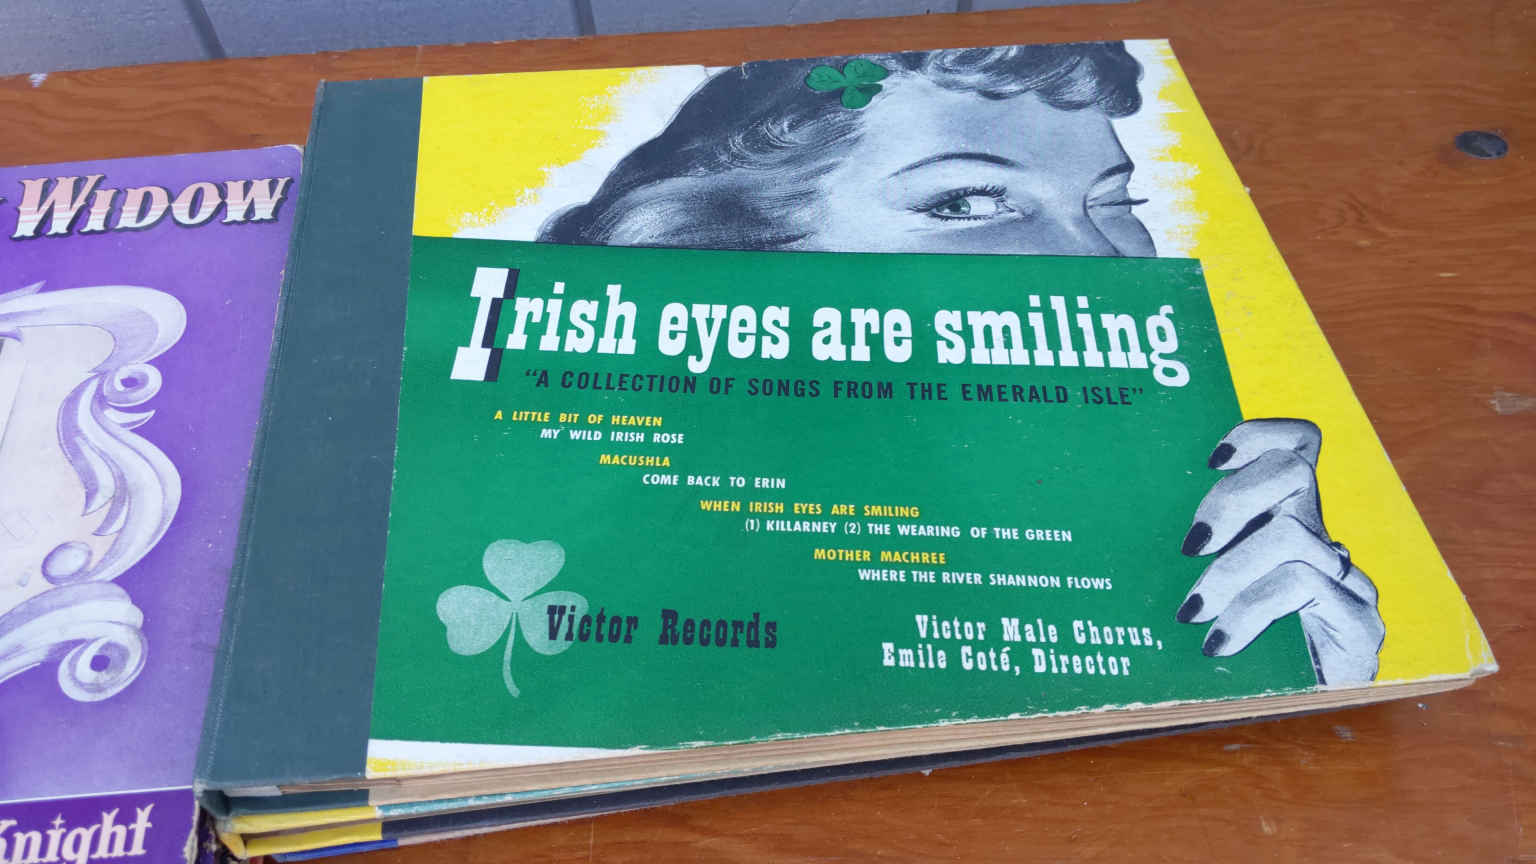 WIDOW
Knight
Irish eyes are smiling
"A COLLECTION OF SONGS FROM THE EMERALD ISLE"
A LITTLE BIT OF HEAVEN
MY WILD IRISH ROSE
MACUSHLA
COME BACK TO ERIN
WHEN IRISH EYES ARE SMILING
(1) KILLARNEY (2) THE WEARING OF THE GREEN
MOTHER MACHREE
WHERE THE RIVER SHANNON FLOWS
Victor Records
Victor Male Chorus,
Emile Coté, Director